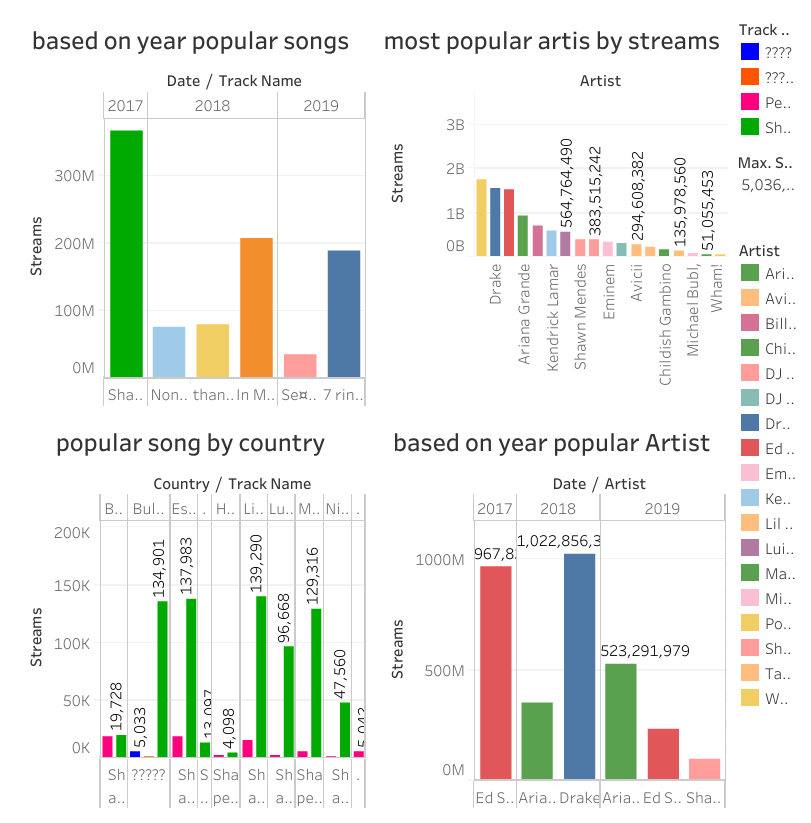 based on year popular songs
Date / Track Name
2017 2018 2019
Streams
300M
200M
100M
0M
Sha.. Non.. than.. In M.. Se¤.. 7 rin..
most popular artis by streams
Artist
Streams
3B
2B
1B
0B
564,764,490
383,515,242
294,608,382
135,978,560
51,055,453
Drake
Ariana Grande
Kendrick Lamar
Shawn Mendes
Eminem
Avicii
Childish Gambino
Michael Bubl,
Wham!
Track ..
????
???..
Pe..
Sh..
Max. S..
5,036,..
Artist
Ari..
Avi..
Bill..
Chi..
DJ ..
DJ ..
Dr..
Ed ..
Em..
Ke..
Lil ..
Lui..
Ma..
Mi..
Po..
Sh..
Ta..
W..
popular song by country
Country / Track Name
B.. Bul.. Es.. . H.. Li.. Lu.. M.. Ni.. .
Streams
200K
150K
100K
50K
0K
19,728
5,033
134,901
137,983
13,097
4,098
139,290
96,668
129,316
47,560
5,042
Sh ????? Sh S Sha Sh Sh Sha Sh .
a.. a.. .. pe.. a.. a.. pe.. a..
based on year popular Artist
Date / Artist
2017 2018 2019
Streams
1000M
500M
0M
967,8
1,022,856,3
523,291,979
Ed S.. Aria.. Drake Aria.. Ed S.. Sha..